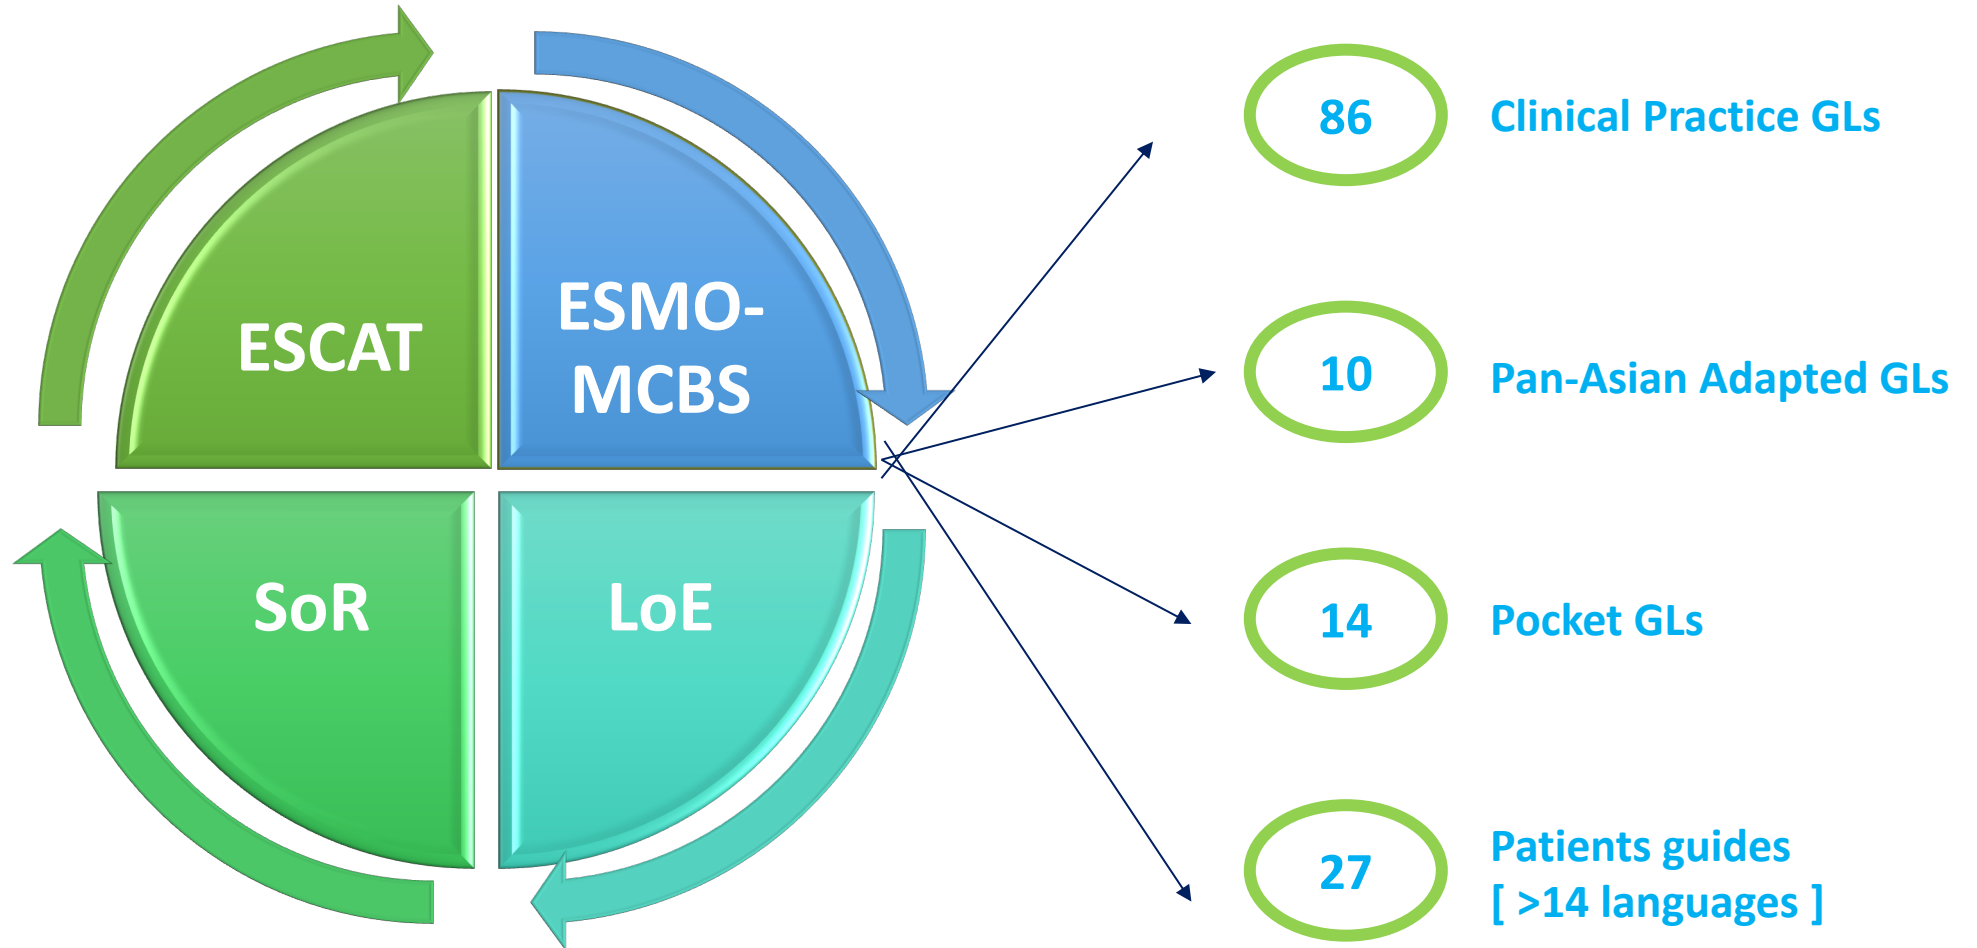 ESCAT
ESMO-
MCBS
SoR
LoE
86
Clinical Practice GLs
10
Pan-Asian Adapted GLs
14
Pocket GLs
27
Patients guides
[ >14 languages ]